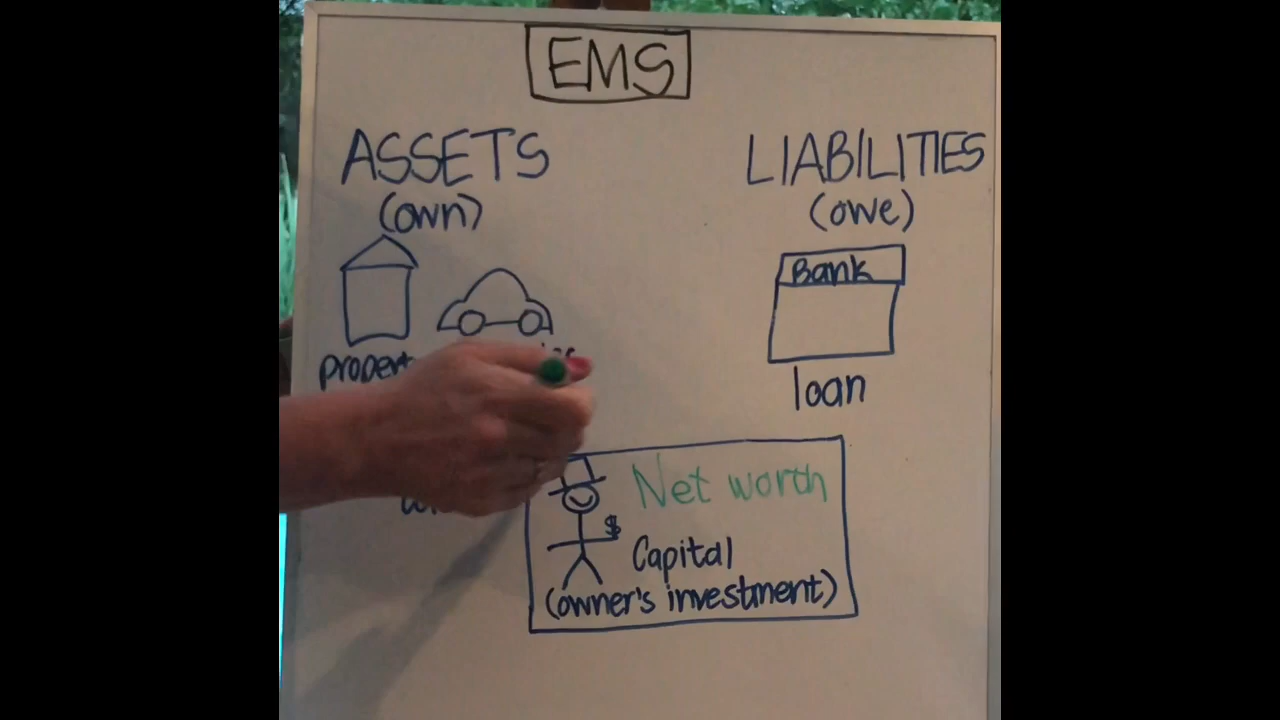 EMS
ASSETS
(own)
LIABILITIES
(owe)
Bank
loan
Net worth
$
Capital
(owner's investment)